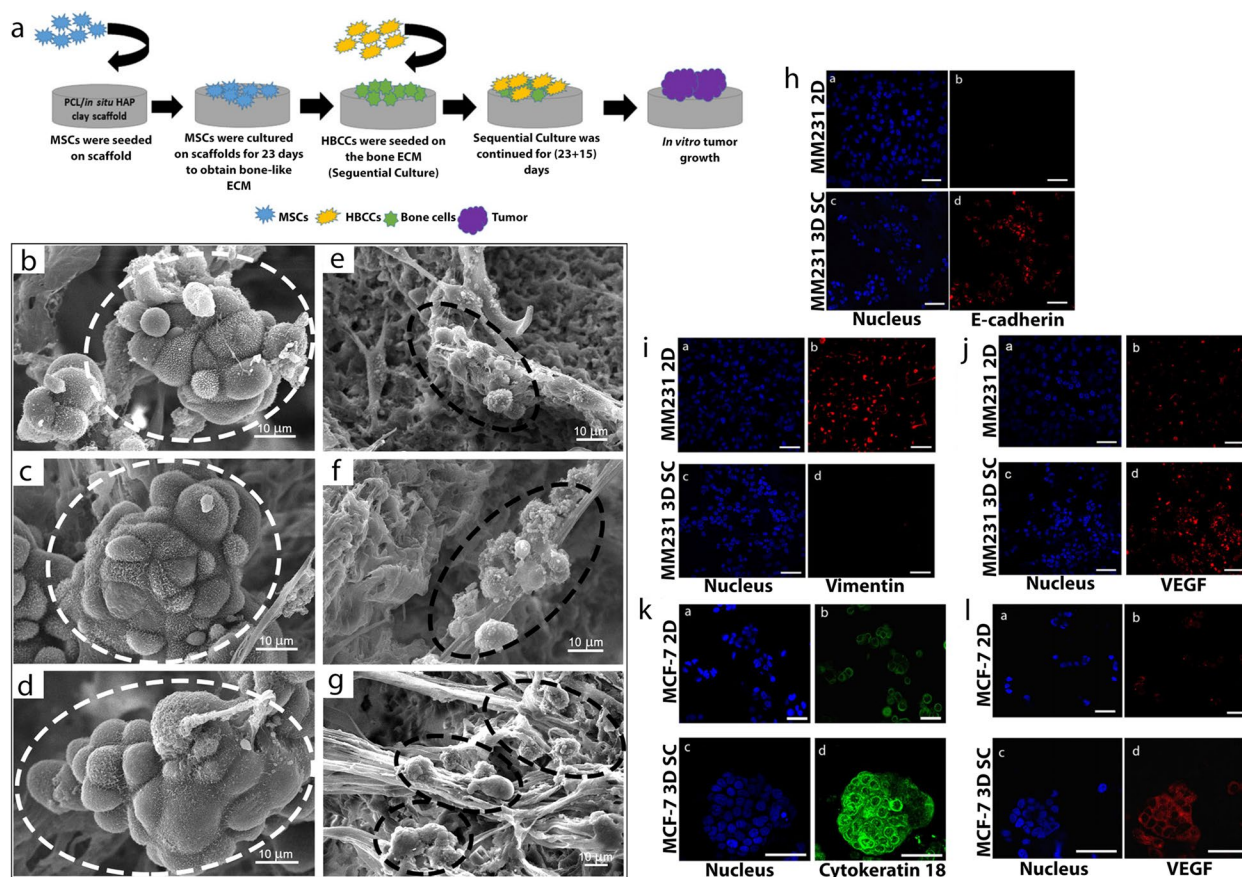 a
PCL/in situ HAP
clay scaffold
MSCs were seeded
on scaffold
MSCs were cultured
on scaffolds for 23 days
to obtain bone-like
ECM
HBCCs were seeded on
the bone ECM
(Seguential Culture)
Sequential Culture was
continued for (23+15)
days
In vitro tumor
growth
MSCs
HBCCs
Bone cells
Tumor
b
10 μm
e
10 μm
c
10 μm
f
10 μm
d
10 μm
g
10 μm
h
MM231 2D
a
b
MM231 3D SC
c
d
Nucleus
E-cadherin
i
MM231 2D
a
b
MM231 3D SC
c
d
Nucleus
Vimentin
j
MM231 2D
a
b
MM231 3D SC
c
d
Nucleus
VEGF
k
MCF-7 2D
a
b
MCF-7 3D SC
c
d
Nucleus
Cytokeratin 18
l
MCF-7 2D
a
b
MCF-7 3D SC
c
d
Nucleus
VEGF